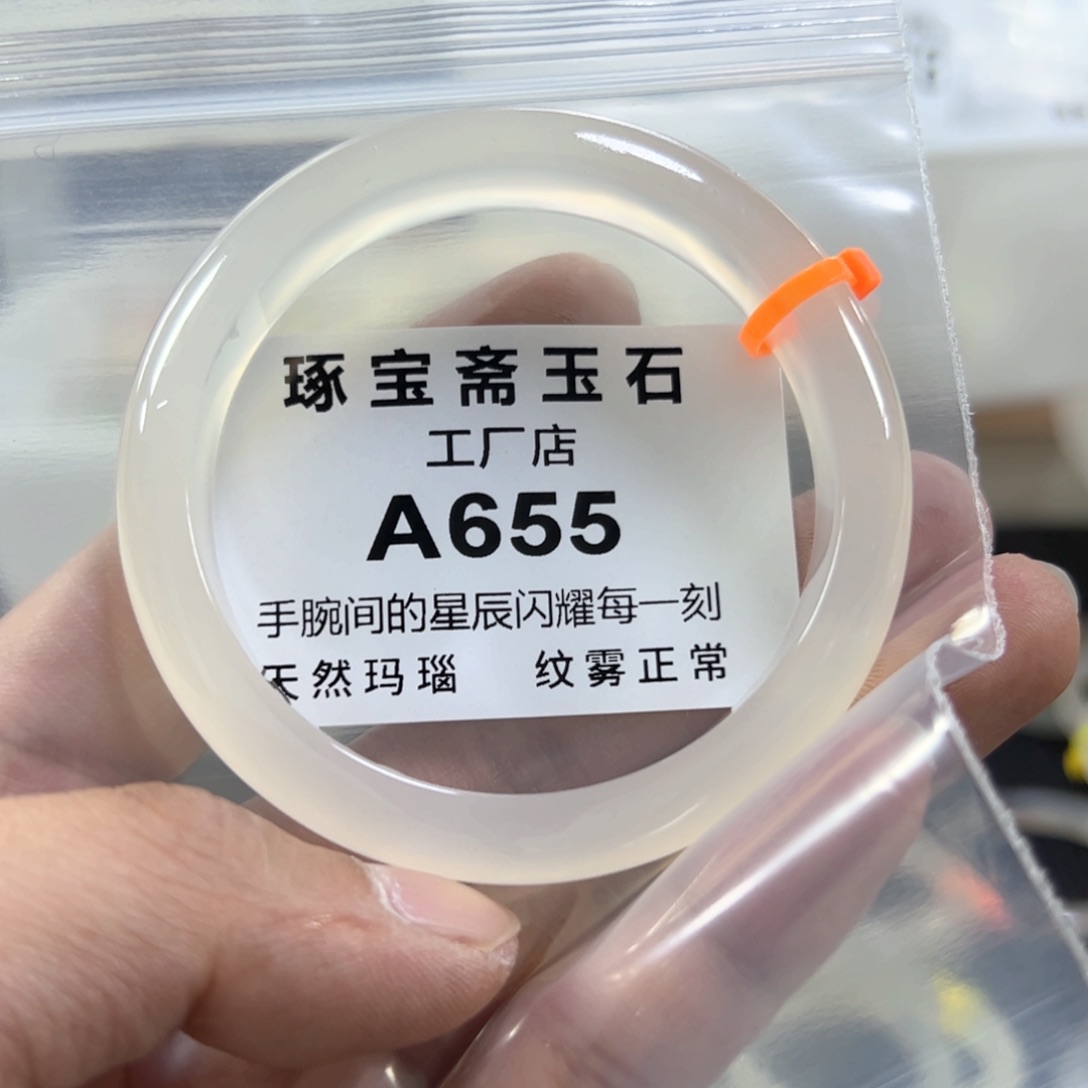 琢宝斋玉石
工厂店
A655
手腕间的星辰闪耀每一刻
天然玛瑙 纹雾正常